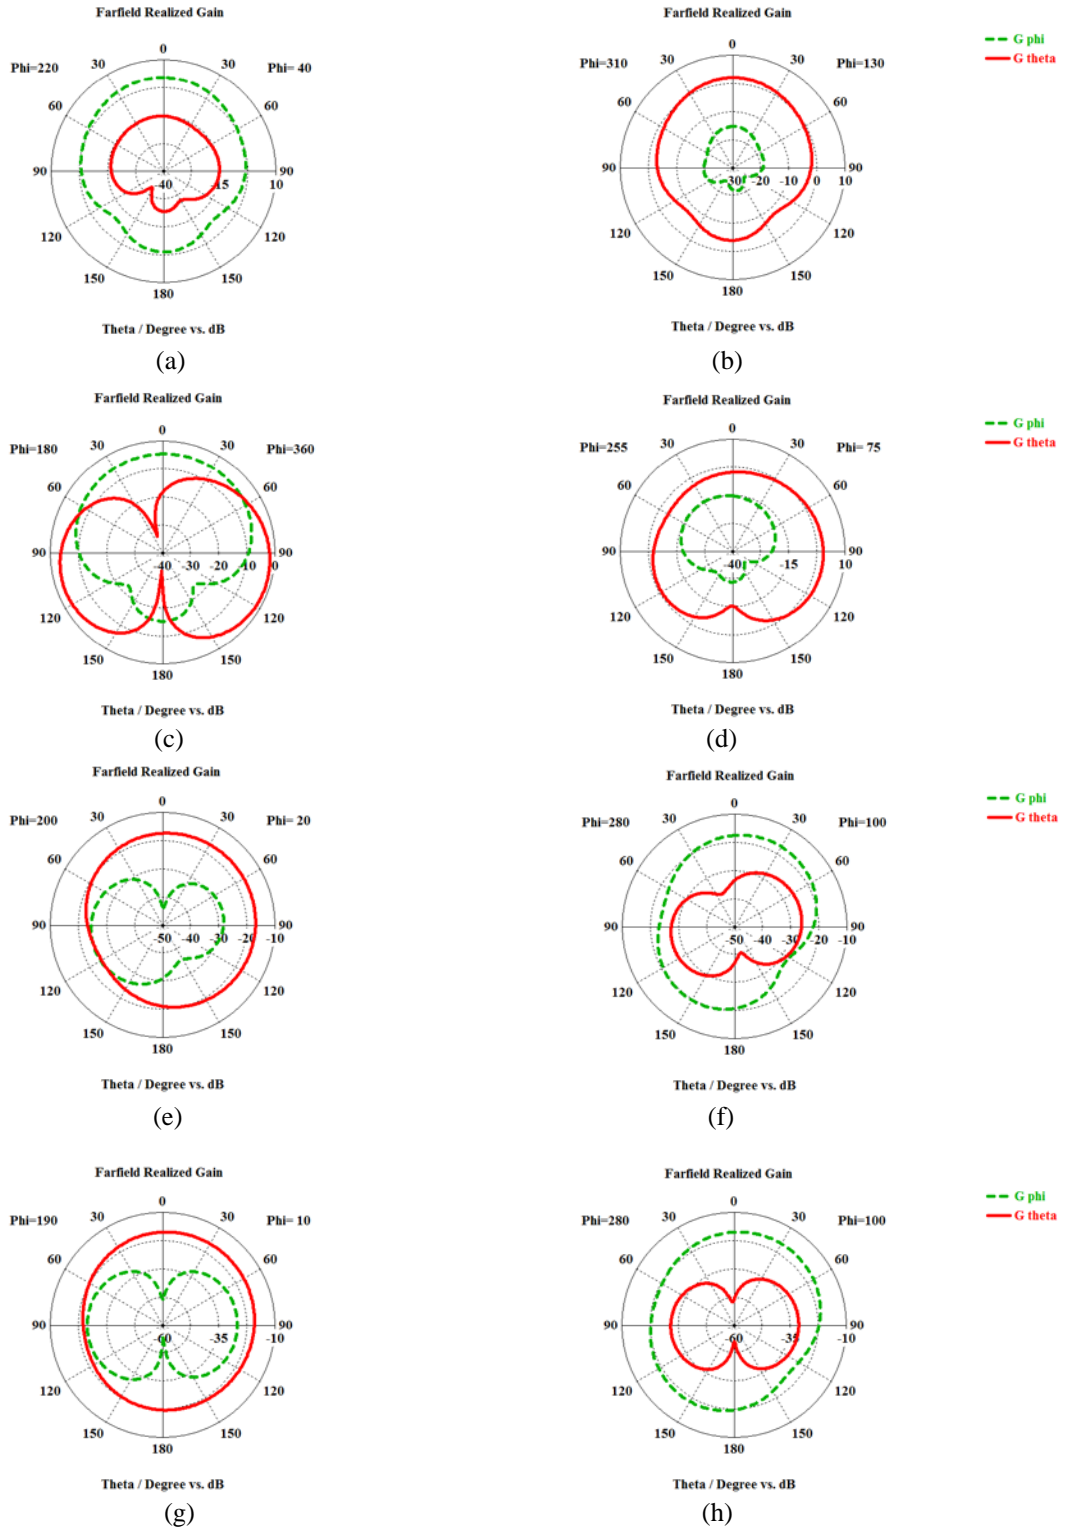 Farfield Realized Gain
0
Phi=220 30 30 Phi= 40
60 60
90 -40 -15 90
10
120 120
150 150
180
Theta / Degree vs. dB
(a)
Farfield Realized Gain
0
Phi=310 30 30 Phi=130
60 60
90 -30 -20 -10 0 10 90
120 120
150 150
180
Theta / Degree vs. dB
(b)
G phi
G theta
Farfield Realized Gain
0
Phi=180 30 30 Phi=360
60 60
90 -40 -30 -20 -10 0 90
120 120
150 150
180
Theta / Degree vs. dB
(c)
Farfield Realized Gain
0
Phi=255 30 30 Phi= 75
60 60
90 -40 -15 10 90
120 120
150 150
180
Theta / Degree vs. dB
(d)
G phi
G theta
Farfield Realized Gain
0
Phi=200 30 30 Phi= 20
60 60
90 -50 -40 -30 -20 -10 90
120 120
150 150
180
Theta / Degree vs. dB
(e)
Farfield Realized Gain
0
Phi=280 30 30 Phi=100
60 60
90 -50 -40 -30 -20 -10 90
120 120
150 150
180
Theta / Degree vs. dB
(f)
G phi
G theta
Farfield Realized Gain
0
Phi=190 30 30 Phi= 10
60 60
90 -60 -35 -10 90
120 120
150 150
180
Theta / Degree vs. dB
(g)
Farfield Realized Gain
0
Phi=280 30 30 Phi=100
60 60
90 -60 -35 -10 90
120 120
150 150
180
Theta / Degree vs. dB
(h)
G phi
G theta